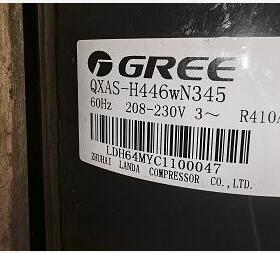 GREE
QXAS-H446wN345
60Hz 208-230V 3~ R410A
LDH64MYC1100047
ZHUHAI LANDA COMPRESSOR CO.,LTD.